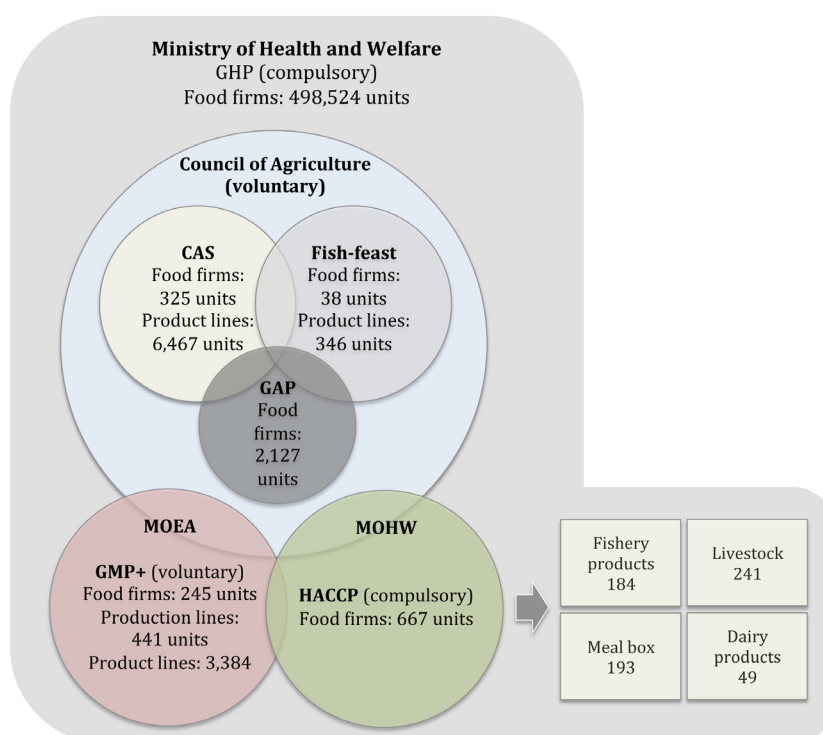 Ministry of Health and Welfare
GHP (compulsory)
Food firms: 498,524 units
Council of Agriculture
(voluntary)
CAS
Food firms:
325 units
Product lines:
6,467 units
Fish-feast
Food firms:
38 units
Product lines:
346 units
GAP
Food
firms:
2,127
units
MOEA
GMP+ (voluntary)
Food firms: 245 units
Production lines:
441 units
Product lines: 3,384
MOHW
HACCP (compulsory)
Food firms: 667 units
Fishery
products
184
Livestock
241
Meal box
193
Dairy
products
49